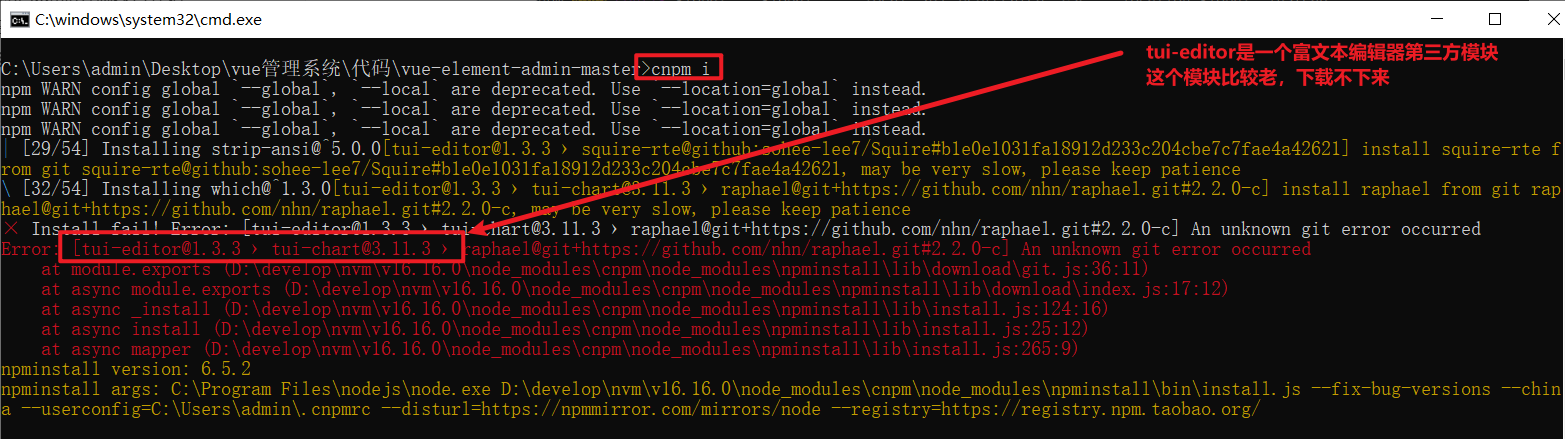 C:\windows\system32\cmd.exe
tui-editor是一个富文本编辑器第三方模块
这个模块比较老，下载不下来
C:\Users\admin\Desktop\vue管理系统\代码\vue-element-admin-master>cnpm i
npm WARN config global `--global`, `--local` are deprecated. Use `--location=global` instead.
npm WARN config global `--global`, `--local` are deprecated. Use `--location=global` instead.
npm WARN config global `--global`, `--local` are deprecated. Use `--location=global` instead.
| [29/54] Installing strip-ansi@^5.0.0[tui-editor@1.3.3 › squire-rte@github:sohee-lee7/Squire#b1e0e1031fa18912d233c204cbe7c7fae4a42621] install squire-rte f
rom git squire-rte@github:sohee-lee7/Squire#b1e0e1031fa18912d233c204cbe7c7fae4a42621, may be very slow, please keep patience
\ [32/54] Installing which@^1.3.0[tui-editor@1.3.3 › tui-chart@3.11.3 › raphael@git+https://github.com/nhn/raphael.git#2.2.0-c] install raphael from git rap
hael@git+https://github.com/nhn/raphael.git#2.2.0-c, may be very slow, please keep patience
× Install fail! Error: [tui-editor@1.3.3 › tui-chart@3.11.3 › raphael@git+https://github.com/nhn/raphael.git#2.2.0-c] An unknown git error occurred
Error: [tui-editor@1.3.3 › tui-chart@3.11.3 › raphael@git+https://github.com/nhn/raphael.git#2.2.0-c] An unknown git error occurred
at module.exports (D:\develop\nvm\v16.16.0\node_modules\cnpm\node_modules\npminstall\lib\download\git.js:36:11)
at async module.exports (D:\develop\nvm\v16.16.0\node_modules\cnpm\node_modules\npminstall\lib\download\index.js:17:12)
at async _install (D:\develop\nvm\v16.16.0\node_modules\cnpm\node_modules\npminstall\lib\install.js:124:16)
at async install (D:\develop\nvm\v16.16.0\node_modules\cnpm\node_modules\npminstall\lib\install.js:25:12)
at async mapper (D:\develop\nvm\v16.16.0\node_modules\cnpm\node_modules\npminstall\lib\install.js:265:9)
npminstall version: 6.5.2
npminstall args: C:\Program Files\nodejs\node.exe D:\develop\nvm\v16.16.0\node_modules\cnpm\node_modules\npminstall\bin\install.js --fix-bug-versions --chin
a --userconfig=C:\Users\admin\.cnpmrc --disturl=https://npmmirror.com/mirrors/node --registry=https://registry.npm.taobao.org/